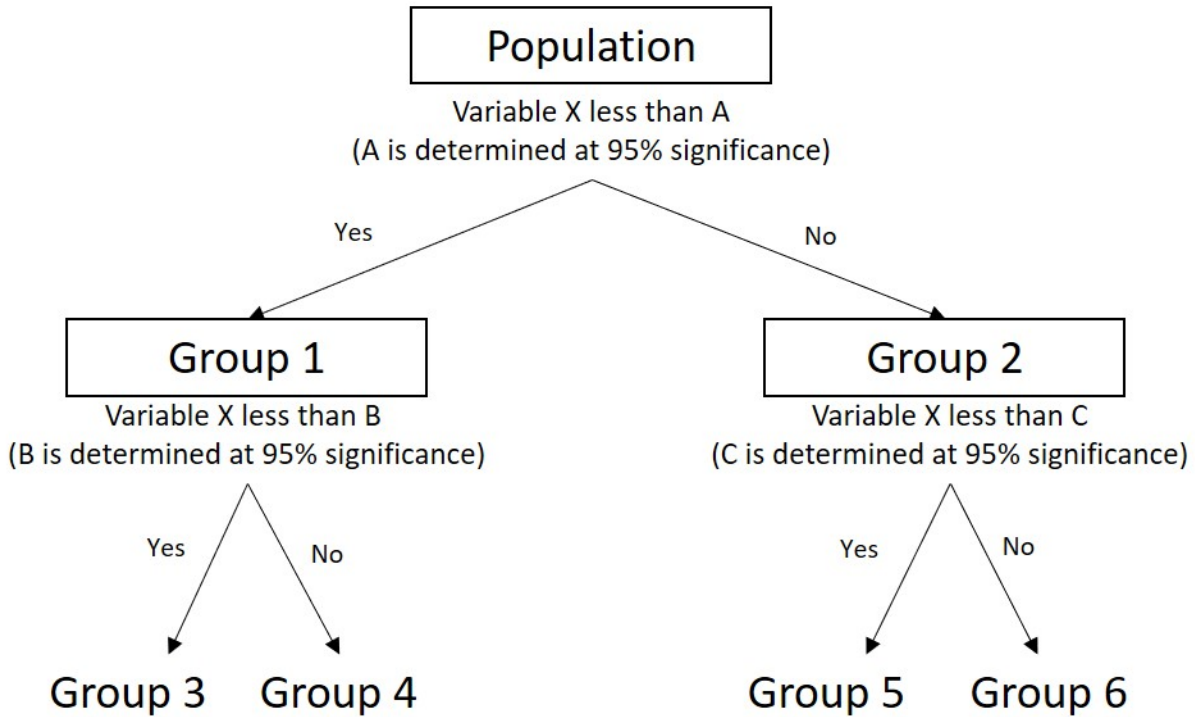 Population
Variable X less than A
(A is determined at 95% significance)
Yes
No
Group 1
Group 2
Variable X less than B
(B is determined at 95% significance)
Variable X less than C
(C is determined at 95% significance)
Yes
No
Yes
No
Group 3
Group 4
Group 5
Group 6